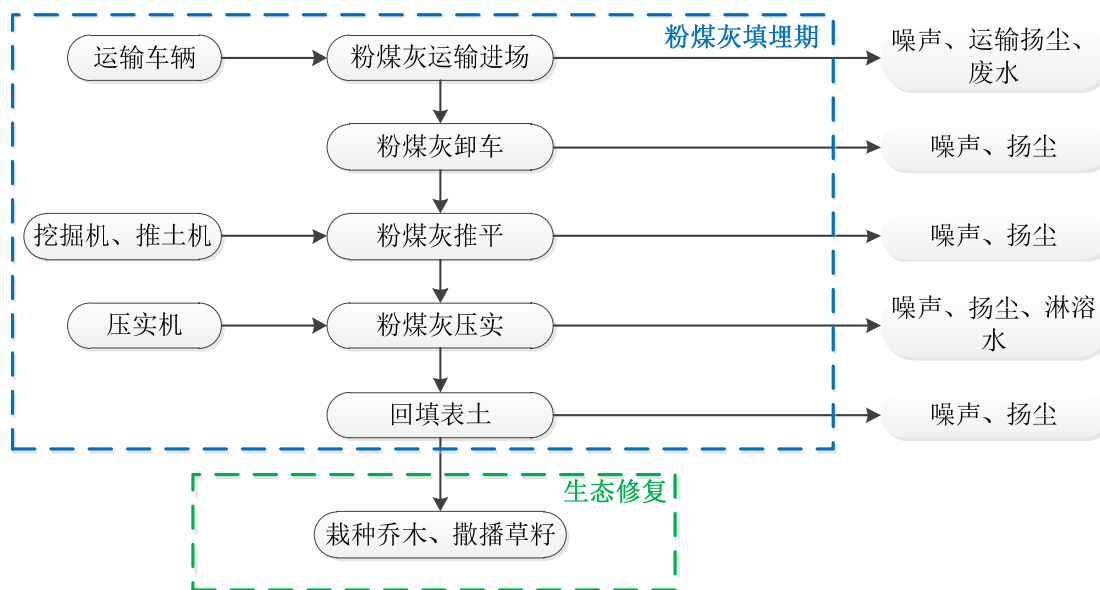 粉煤灰填埋期
运输车辆
粉煤灰运输进场
噪声、运输扬尘、
废水
粉煤灰卸车
噪声、扬尘
挖掘机、推土机
粉煤灰推平
噪声、扬尘
压实机
粉煤灰压实
噪声、扬尘、淋溶
水
回填表土
噪声、扬尘
生态修复
栽种乔木、撒播草籽